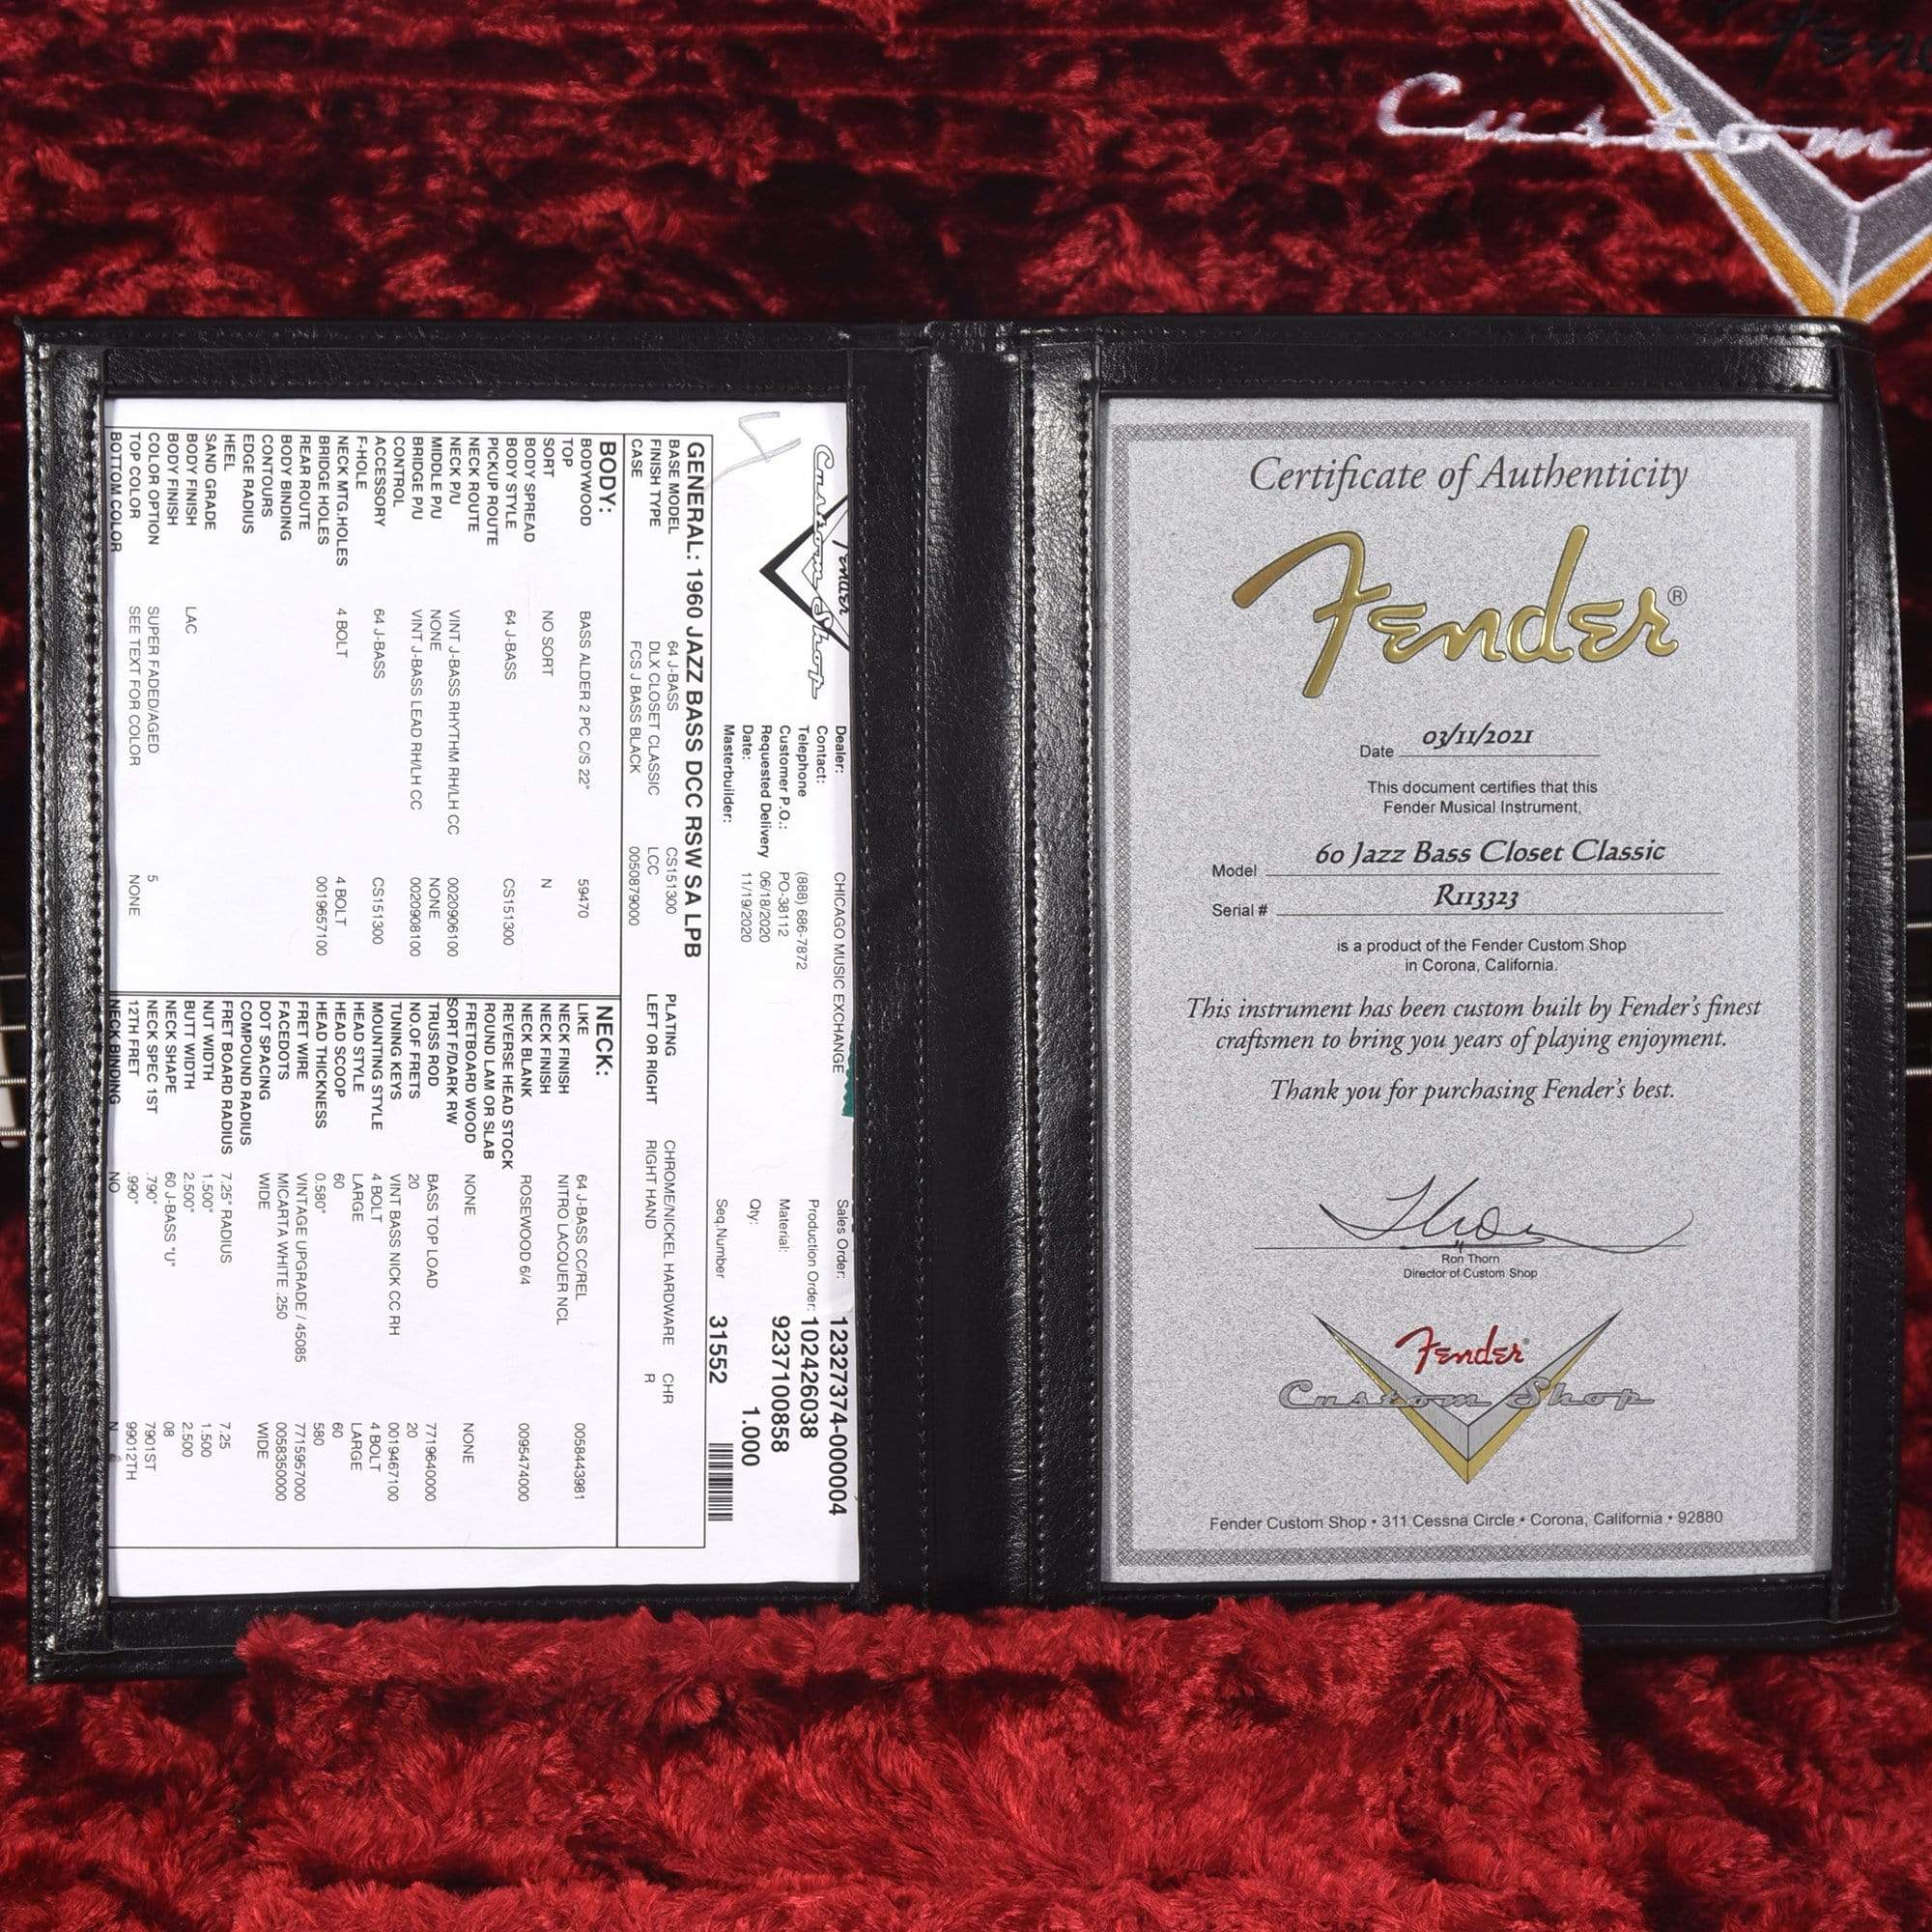 Fender
Custom
Certificate of Authenticity
Fender®
Date 03/11/2021
This document certifies that this
Fender Musical Instrument,
Model 60 Jazz Bass Closet Classic
Serial # R113323
is a product of the Fender Custom Shop
in Corona, California.
This instrument has been custom built by Fender's finest
craftsmen to bring you years of playing enjoyment.
Thank you for purchasing Fender's best.
Ron Thorn
Director of Custom Shop
Fender®
Custom Shop
Fender Custom Shop • 311 Cessna Circle • Corona, California • 92880
Fender
Custom Shop
Dealer: CHICAGO MUSIC EXCHANGE Sales Order: 12327374-000004
Contact: Production Order: 102426038
Telephone (888) 686-7872 Material: 9237100858
Customer P.O.: PO-38112
Requested Delivery 06/18/2020 Qty: 1.000
Date: 11/19/2020
Masterbuilder: Seq.Number 31552
GENERAL: 1960 JAZZ BASS DCC RSW SA LPB
BASE MODEL 64 J-BASS CS151300 PLATING CHROME/NICKEL HARDWARE CHR
FINISH TYPE DLX CLOSET CLASSIC LCC LEFT OR RIGHT RIGHT HAND R
CASE FCS J BASS BLACK 0050879000
BODY:
BODYWOOD BASS ALDER 2 PC C/S 22" 59470
TOP
SORT NO SORT N
BODY SPREAD
BODY STYLE 64 J-BASS CS151300
PICKUP ROUTE
NECK ROUTE
NECK P/U VINT J-BASS RHYTHM RH/LH CC 0020906100
MIDDLE P/U NONE NONE
BRIDGE P/U VINT J-BASS LEAD RH/LH CC 0020908100
CONTROL
ACCESSORY 64 J-BASS CS151300
F-HOLE
NECK MTG.HOLES 4 BOLT 4 BOLT
BRIDGE HOLES 0019657100
REAR ROUTE
BODY BINDING
CONTOURS
EDGE RADIUS
HEEL
SAND GRADE
BODY FINISH LAC
BODY FINISH
COLOR OPTION SUPER FADED/AGED 5
TOP COLOR SEE TEXT FOR COLOR NONE
BOTTOM COLOR
NECK:
LIKE 64 J-BASS CC/REL 0058443981
NECK FINISH NITRO LACQUER NCL
NECK FINISH
NECK BLANK ROSEWOOD 6/4 0095474000
REVERSE HEAD STOCK
ROUND LAM OR SLAB
FRETBOARD WOOD NONE NONE
SORT F/DARK RW
TRUSS ROD BASS TOP LOAD 7719640000
NO.OF FRETS 20 20
TUNING KEYS VINT BASS NICK CC RH 0019467100
MOUNTING STYLE 4 BOLT 4 BOLT
HEAD STYLE LARGE LARGE
HEAD SCOOP 60 60
HEAD THICKNESS 0.580" 580
FRET WIRE VINTAGE UPGRADE / 45085 7715957000
FACEDOTS MICARTA WHITE .250 0058350000
DOT SPACING WIDE WIDE
COMPOUND RADIUS
FRET BOARD RADIUS 7.25" RADIUS 7.25
NUT WIDTH 1.500" 1.500
BUTT WIDTH 2.500" 2.500
NECK SHAPE 60 J-BASS "U" 08
NECK SPEC 1ST .790" 7901ST
12TH FRET .990" 99012TH
NECK BINDING NO N